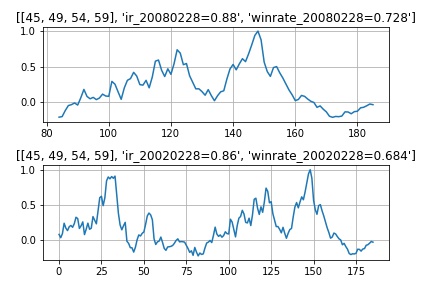 [[45, 49, 54, 59], 'ir_20080228=0.88', 'winrate_20080228=0.728']
1.0
0.5
0.0
80 100 120 140 160 180
[[45, 49, 54, 59], 'ir_20020228=0.86', 'winrate_20020228=0.684']
1.0
0.5
0.0
0 25 50 75 100 125 150 175